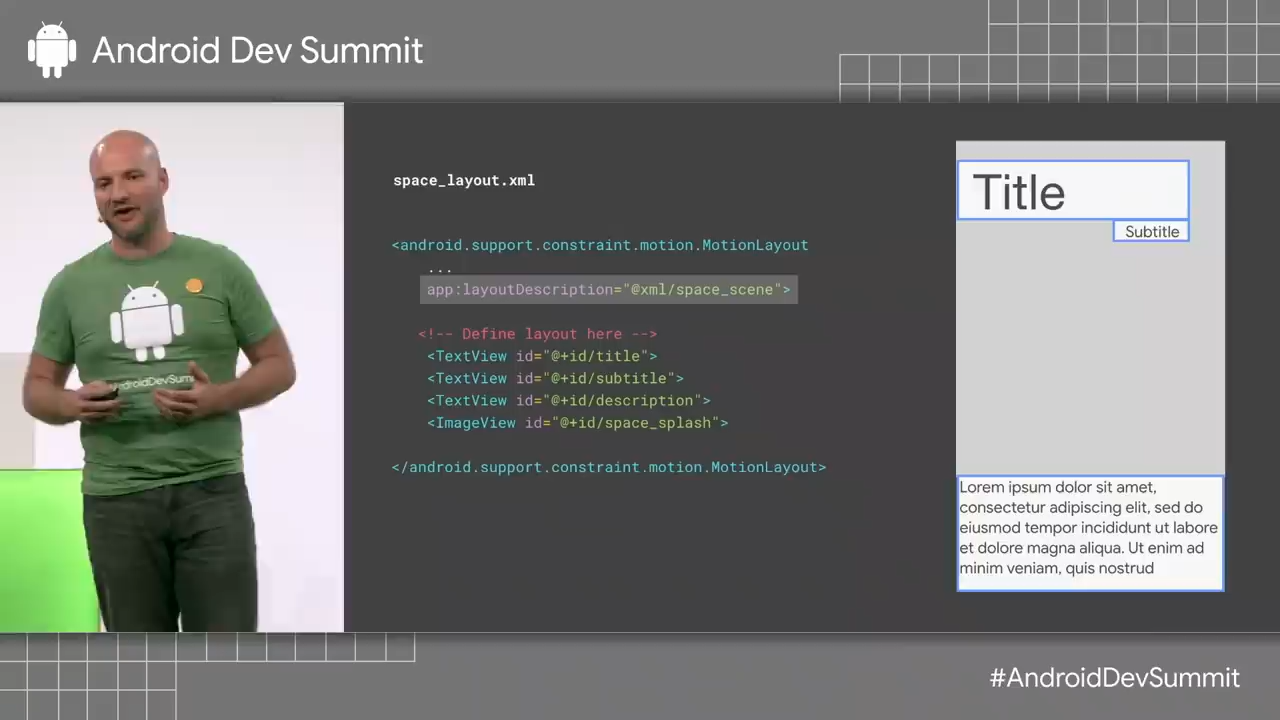 Android Dev Summit
space_layout.xml
<android.support.constraint.motion.MotionLayout
...
app:layoutDescription="@xml/space_scene">
<!-- Define layout here -->
<TextView id="@+id/title">
<TextView id="@+id/subtitle">
<TextView id="@+id/description">
<ImageView id="@+id/space_splash">
</android.support.constraint.motion.MotionLayout>
Title
Subtitle
Lorem ipsum dolor sit amet,
consectetur adipiscing elit, sed do
eiusmod tempor incididunt ut labore
et dolore magna aliqua. Ut enim ad
minim veniam, quis nostrud
#AndroidDevSummit